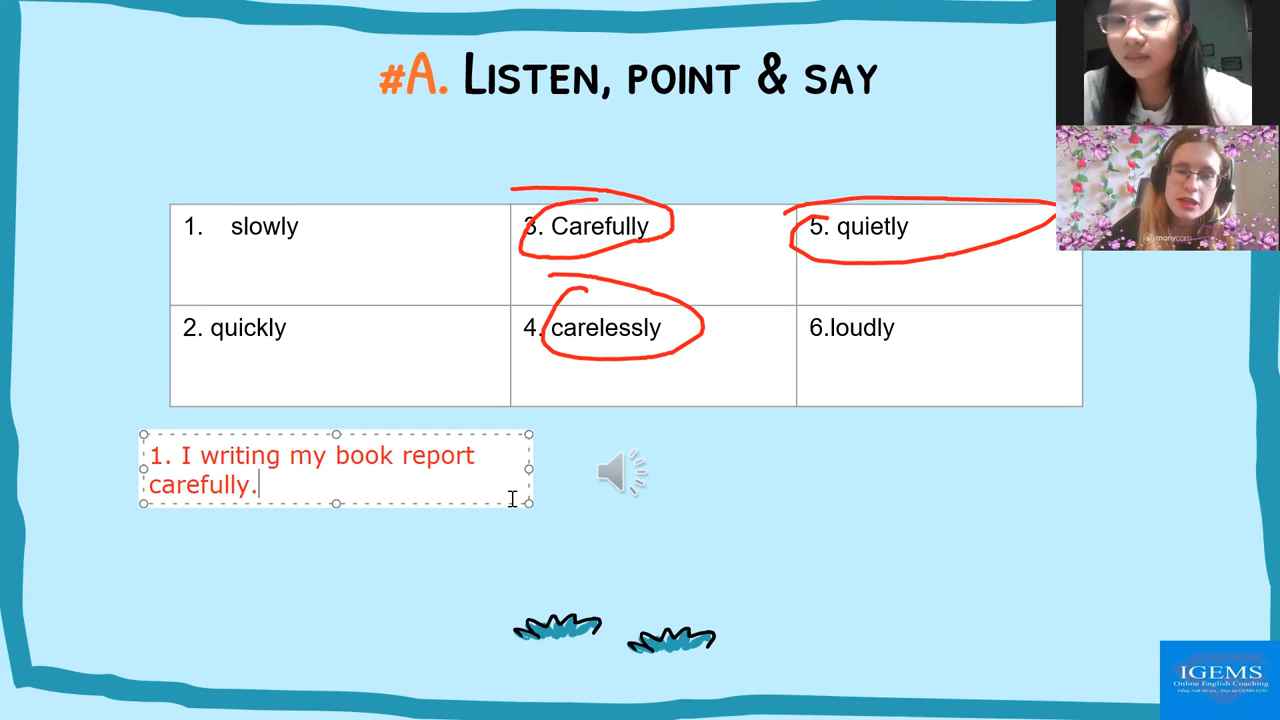 #A. LISTEN, POINT & SAY
1. slowly
3. Carefully
5. quietly
2. quickly
4. carelessly
6.loudly
1. I writing my book report
carefully.
manycam
IGEMS
Online English Coaching